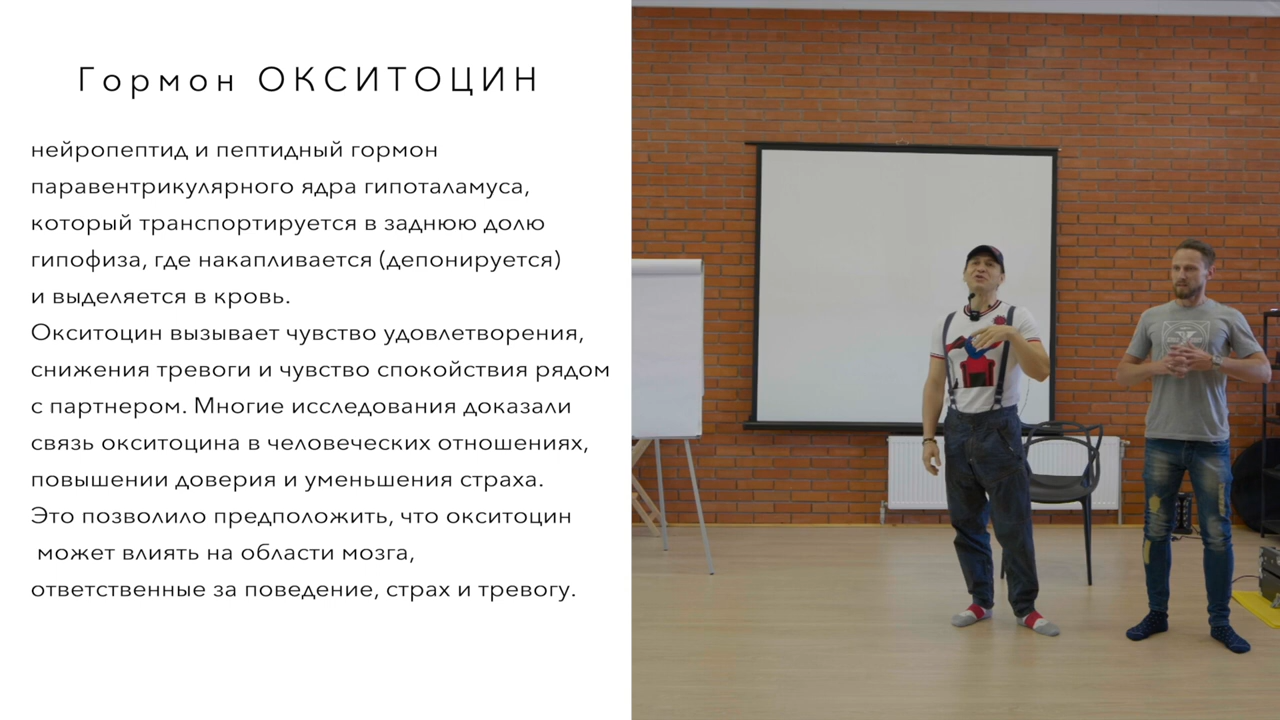 Гормон ОКСИТОЦИН
нейропептид и пептидный гормон
паравентрикулярного ядра гипоталамуса,
который транспортируется в заднюю долю
гипофиза, где накапливается (депонируется)
и выделяется в кровь.
Окситоцин вызывает чувство удовлетворения,
снижения тревоги и чувство спокойствия рядом
с партнером. Многие исследования доказали
связь окситоцина в человеческих отношениях,
повышении доверия и уменьшения страха.
Это позволило предположить, что окситоцин
может влиять на области мозга,
ответственные за поведение, страх и тревогу.